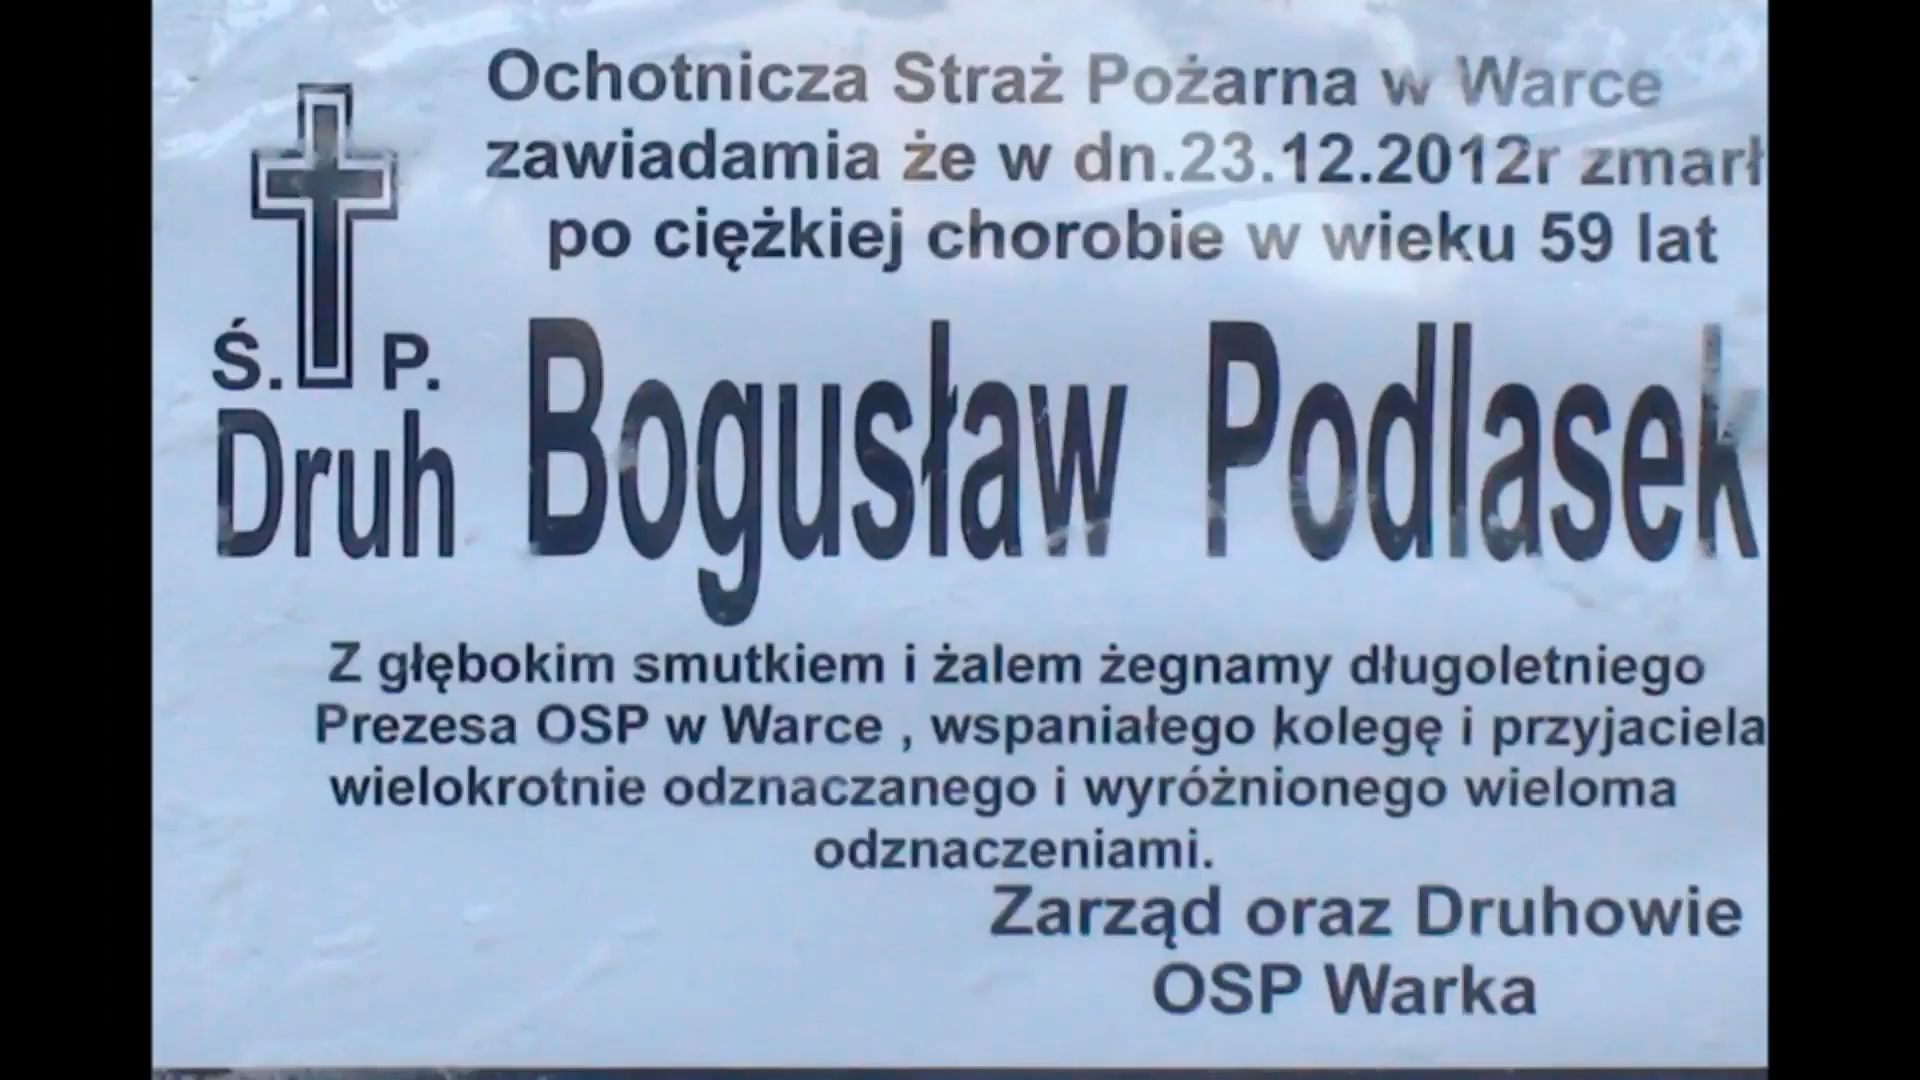 Ochotnicza Straż Pożarna w Warce
zawiadamia że w dn.23.12.2012r zmarł
po ciężkiej chorobie w wieku 59 lat
Ś. P.
Druh Bogusław Podlasek
Z głębokim smutkiem i żalem żegnamy długoletniego
Prezesa OSP w Warce , wspaniałego kolegę i przyjaciela
wielokrotnie odznaczanego i wyróżnionego wieloma
odznaczeniami.
Zarząd oraz Druhowie
OSP Warka